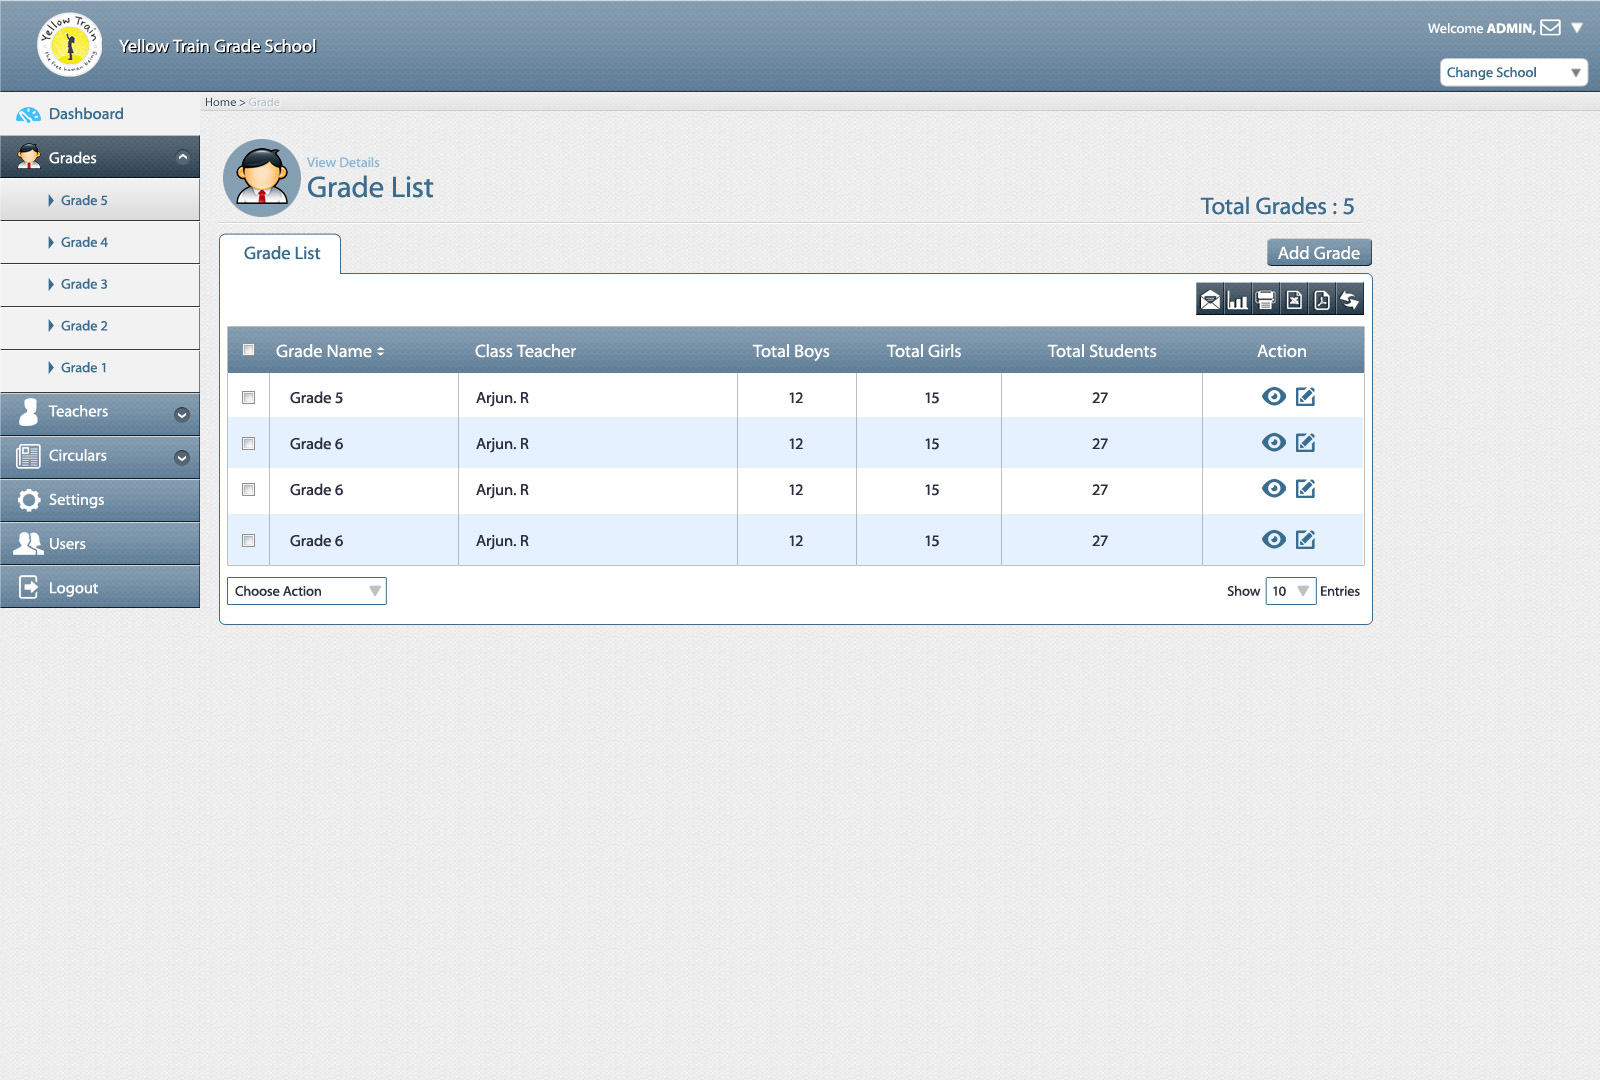 Yellow Train
the free human being
Yellow Train Grade School
Welcome ADMIN,
Change School
Home > Grade
Dashboard
Grades
Grade 5
Grade 4
Grade 3
Grade 2
Grade 1
Teachers
Circulars
Settings
Users
Logout
View Details
Grade List
Total Grades : 5
Grade List
Add Grade
Grade Name Class Teacher Total Boys Total Girls Total Students Action
Grade 5 Arjun. R 12 15 27
Grade 6 Arjun. R 12 15 27
Grade 6 Arjun. R 12 15 27
Grade 6 Arjun. R 12 15 27
Choose Action
Show 10 Entries